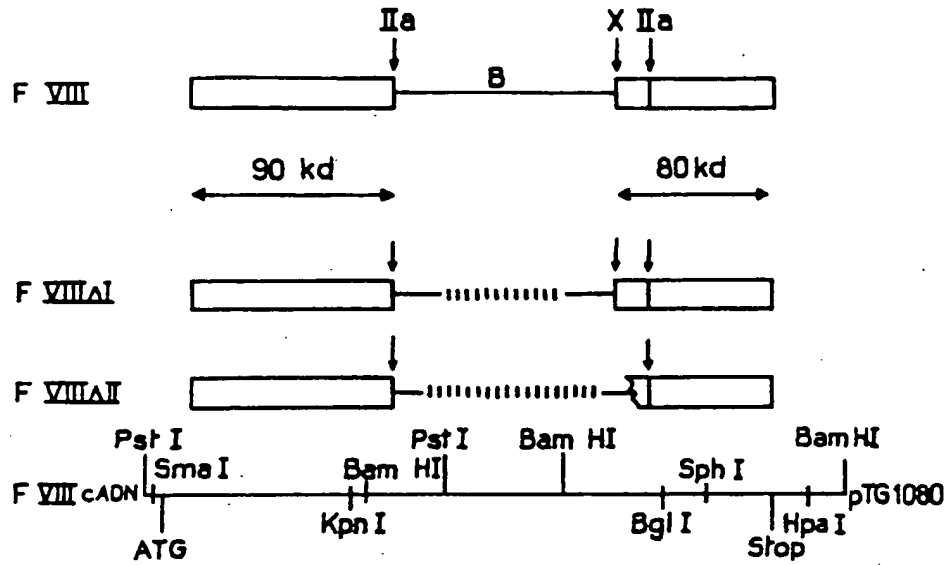 IIa X IIa
F VIII B
90 kd 80 kd
F VIIIΔI
F VIIIΔII
Pst I Pst I Bam HI Bam HI
Sma I Bam HI Sph I
F VIII cADN pTG1080
Kpn I Bgl I Hpa I
ATG Stop